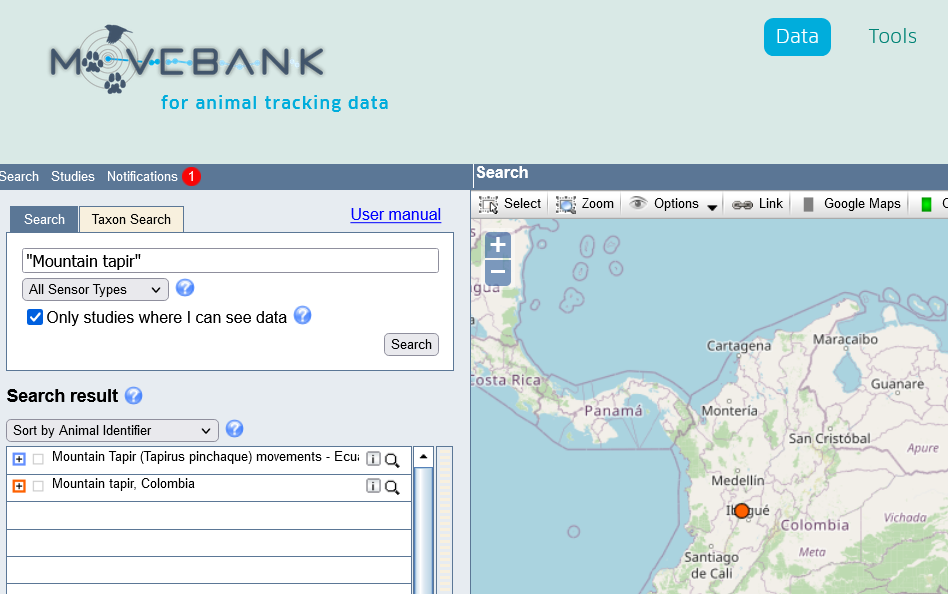 MOVEBANK
for animal tracking data
Data
Tools
Search Studies Notifications 1
Search
Search Taxon Search
User manual
"Mountain tapir"
All Sensor Types ?
Only studies where I can see data ?
Search
Search result ?
Sort by Animal Identifier ?
Mountain Tapir (Tapirus pinchaque) movements - Ecua
Mountain tapir, Colombia
Select Zoom Options Link Google Maps
+
−
Cartagena
Maracaibo
Costa Rica
Guanare
Panamá
Montería
San Cristóbal
Apure
Medellín
Ibagué
Colombia
Vichada
Meta
Santiago
de Cali